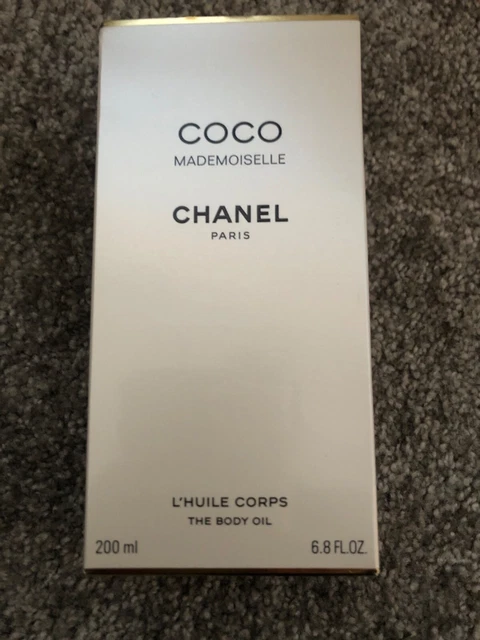 COCO
MADEMOISELLE
CHANEL
PARIS
L'HUILE CORPS
THE BODY OIL
200 ml 6.8 FL.OZ.